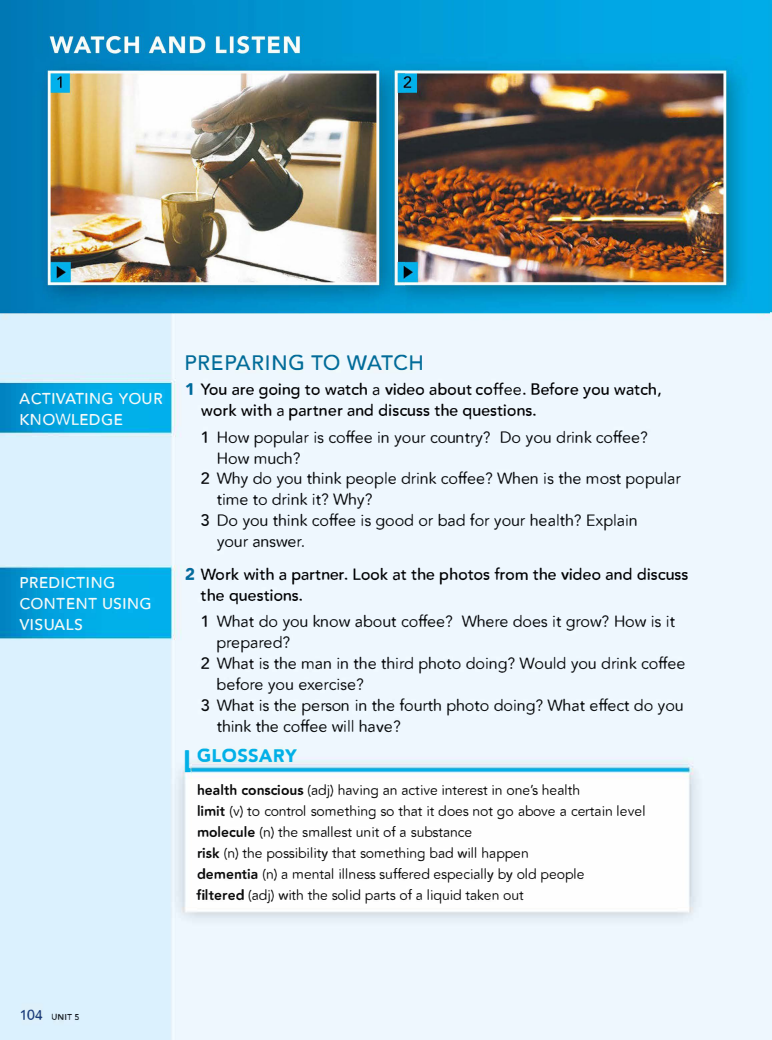 WATCH AND LISTEN
1
2
PREPARING TO WATCH
ACTIVATING YOUR
KNOWLEDGE
1 You are going to watch a video about coffee. Before you watch,
work with a partner and discuss the questions.
1 How popular is coffee in your country? Do you drink coffee?
How much?
2 Why do you think people drink coffee? When is the most popular
time to drink it? Why?
3 Do you think coffee is good or bad for your health? Explain
your answer.
PREDICTING
CONTENT USING
VISUALS
2 Work with a partner. Look at the photos from the video and discuss
the questions.
1 What do you know about coffee? Where does it grow? How is it
prepared?
2 What is the man in the third photo doing? Would you drink coffee
before you exercise?
3 What is the person in the fourth photo doing? What effect do you
think the coffee will have?
GLOSSARY
health conscious (adj) having an active interest in one's health
limit (v) to control something so that it does not go above a certain level
molecule (n) the smallest unit of a substance
risk (n) the possibility that something bad will happen
dementia (n) a mental illness suffered especially by old people
filtered (adj) with the solid parts of a liquid taken out
104 UNIT 5